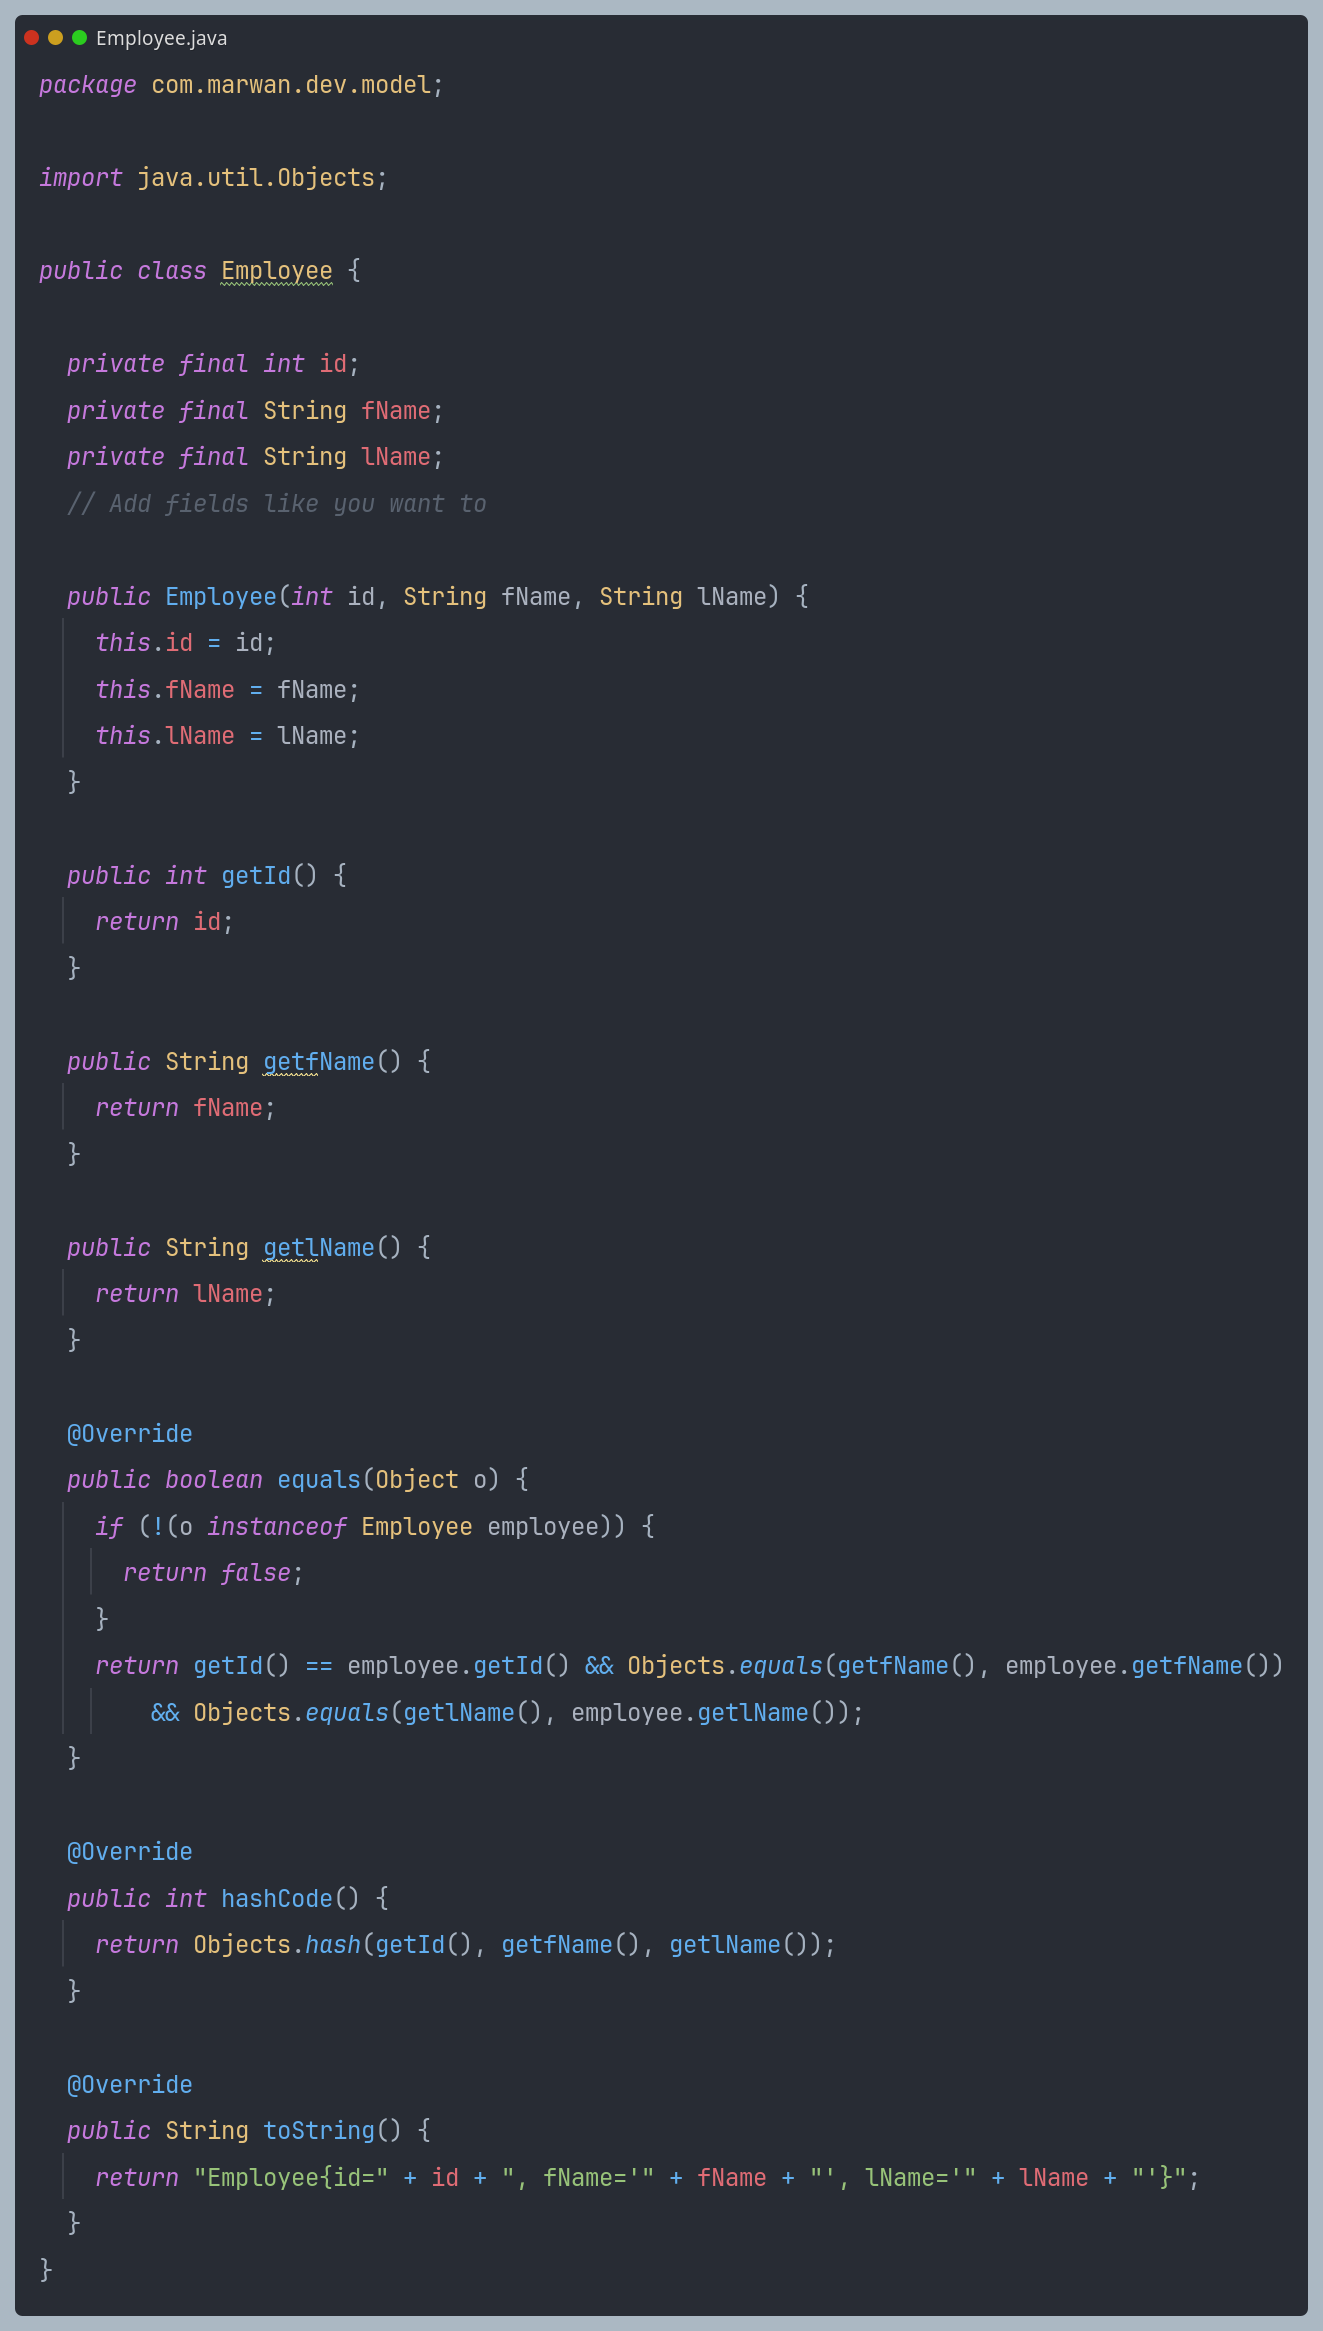 Employee.java
package com.marwan.dev.model;
import java.util.Objects;
public class Employee {
private final int id;
private final String fName;
private final String lName;
// Add fields like you want to
public Employee(int id, String fName, String lName) {
this.id = id;
this.fName = fName;
this.lName = lName;
}
public int getId() {
return id;
}
public String getfName() {
return fName;
}
public String getlName() {
return lName;
}
@Override
public boolean equals(Object o) {
if (!(o instanceof Employee employee)) {
return false;
}
return getId() == employee.getId() && Objects.equals(getfName(), employee.getfName())
&& Objects.equals(getlName(), employee.getlName());
}
@Override
public int hashCode() {
return Objects.hash(getId(), getfName(), getlName());
}
@Override
public String toString() {
return "Employee{id=" + id + ", fName='" + fName + "', lName='" + lName + "'}";
}
}